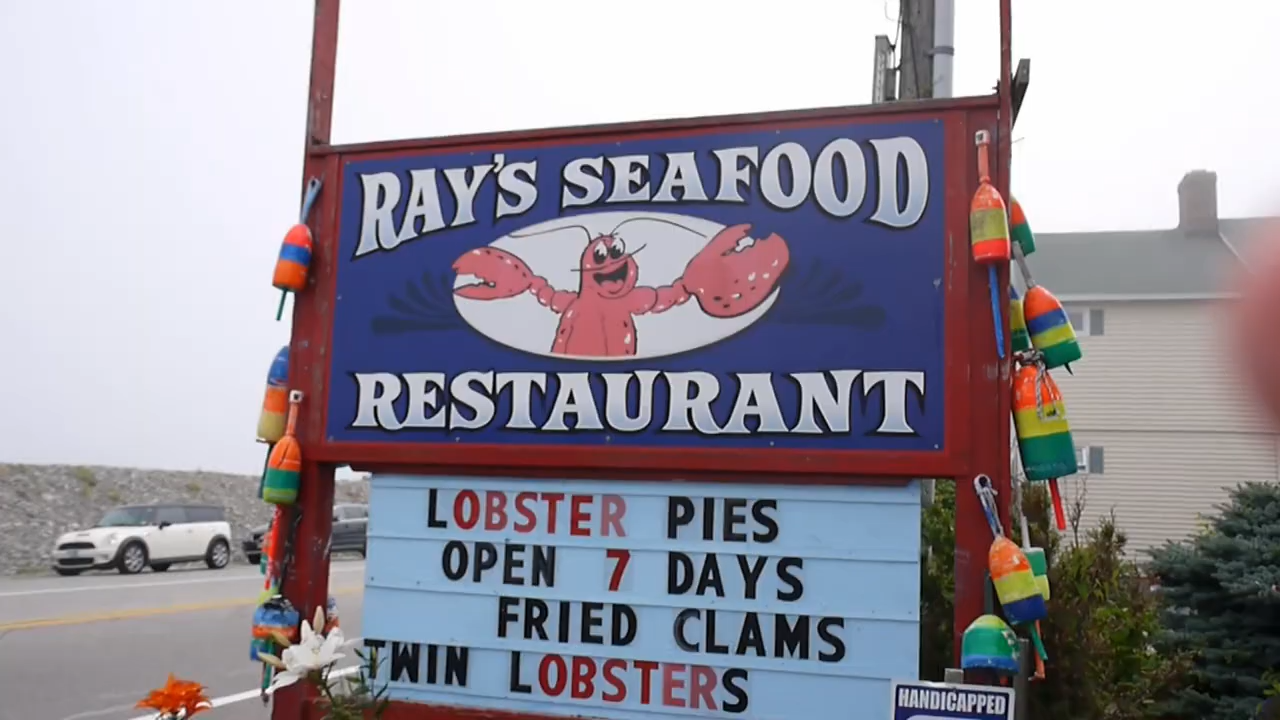 RAY'S SEAFOOD
RESTAURANT
LOBSTER PIES
OPEN 7 DAYS
FRIED CLAMS
TWIN LOBSTERS
HANDICAPPED